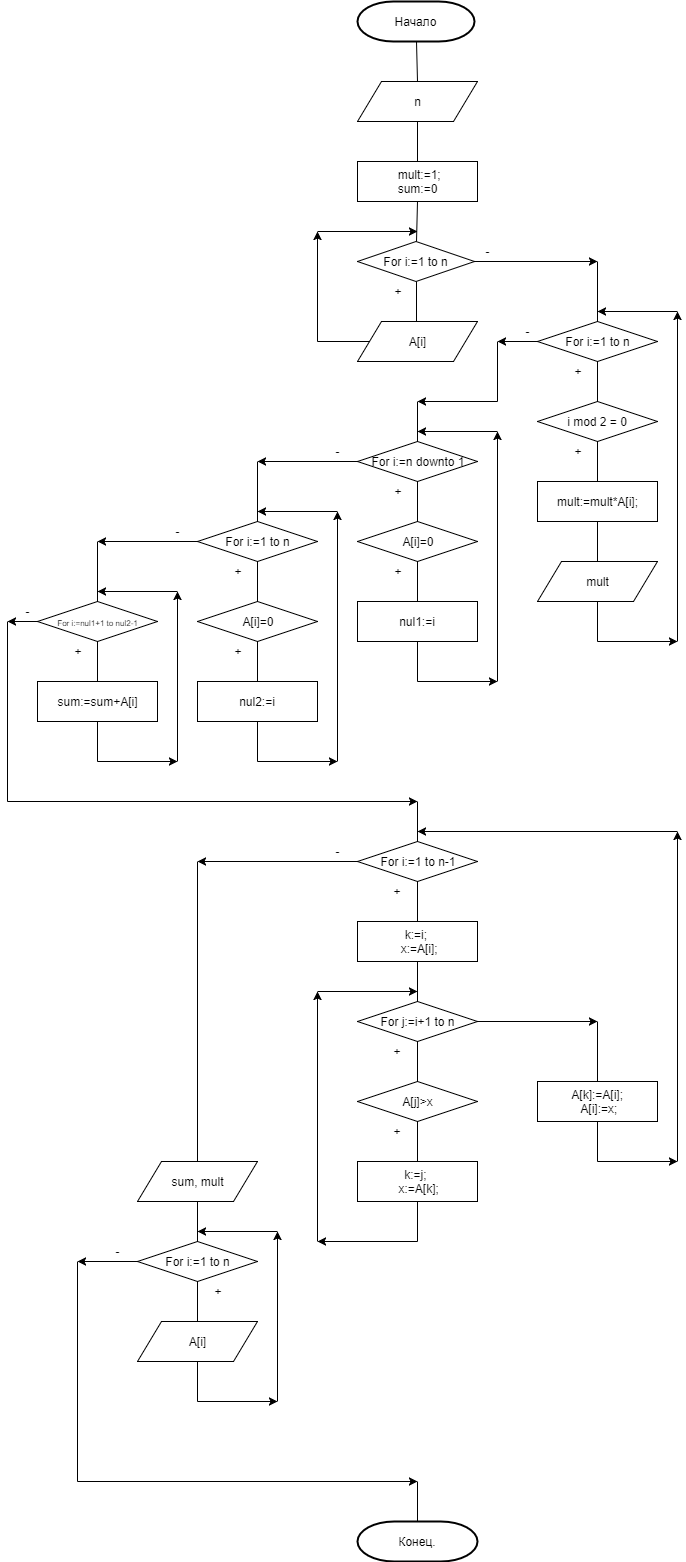 Начало
n
mult:=1;
sum:=0
For i:=1 to n
-
+
A[i]
For i:=1 to n
-
+
i mod 2 = 0
+
mult:=mult*A[i];
mult
For i:=n downto 1
-
+
A[i]=0
+
nul1:=i
For i:=1 to n
-
+
A[i]=0
+
nul2:=i
For i:=nul1+1 to nul2-1
-
+
sum:=sum+A[i]
For i:=1 to n-1
-
+
k:=i;
x:=A[i];
For j:=i+1 to n
+
A[j]>x
+
k:=j;
x:=A[k];
A[k]:=A[i];
A[i]:=x;
sum, mult
For i:=1 to n
-
+
A[i]
Конец.